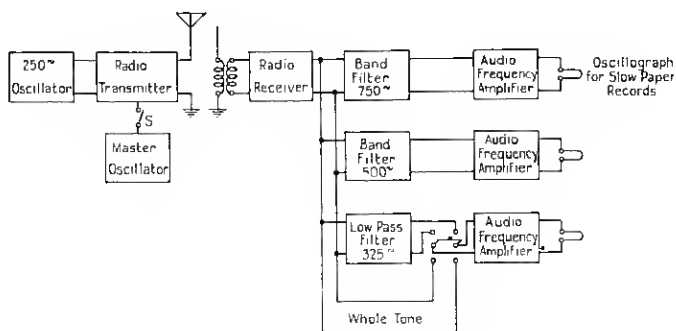 250~
Oscillator
Radio
Transmitter
S
Master
Oscillator
Radio
Receiver
Band
Filter
750~
Audio
Frequency
Amplifier
Oscillograph
for Slow Paper
Records
Band
Filter
500~
Audio
Frequency
Amplifier
Low Pass
Filter
325~
Audio
Frequency
Amplifier
Whole Tone